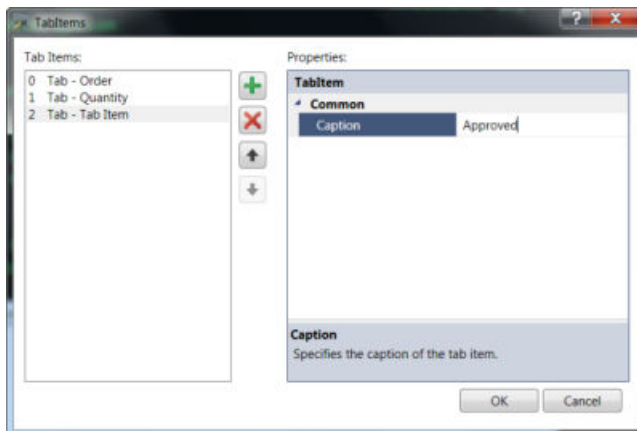 TabItems
?
X
Tab Items:
Properties:
0 Tab - Order
1 Tab - Quantity
2 Tab - Tab Item
TabItem
Common
Caption Approved
Caption
Specifies the caption of the tab item.
OK Cancel